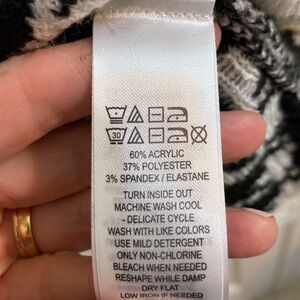 30
60% ACRYLIC
37% POLYESTER
3% SPANDEX / ELASTANE
TURN INSIDE OUT
MACHINE WASH COOL
- DELICATE CYCLE
WASH WITH LIKE COLORS
USE MILD DETERGENT
ONLY NON-CHLORINE
BLEACH WHEN NEEDED
RESHAPE WHILE DAMP
DRY FLAT
LOW IRON IF NEEDED